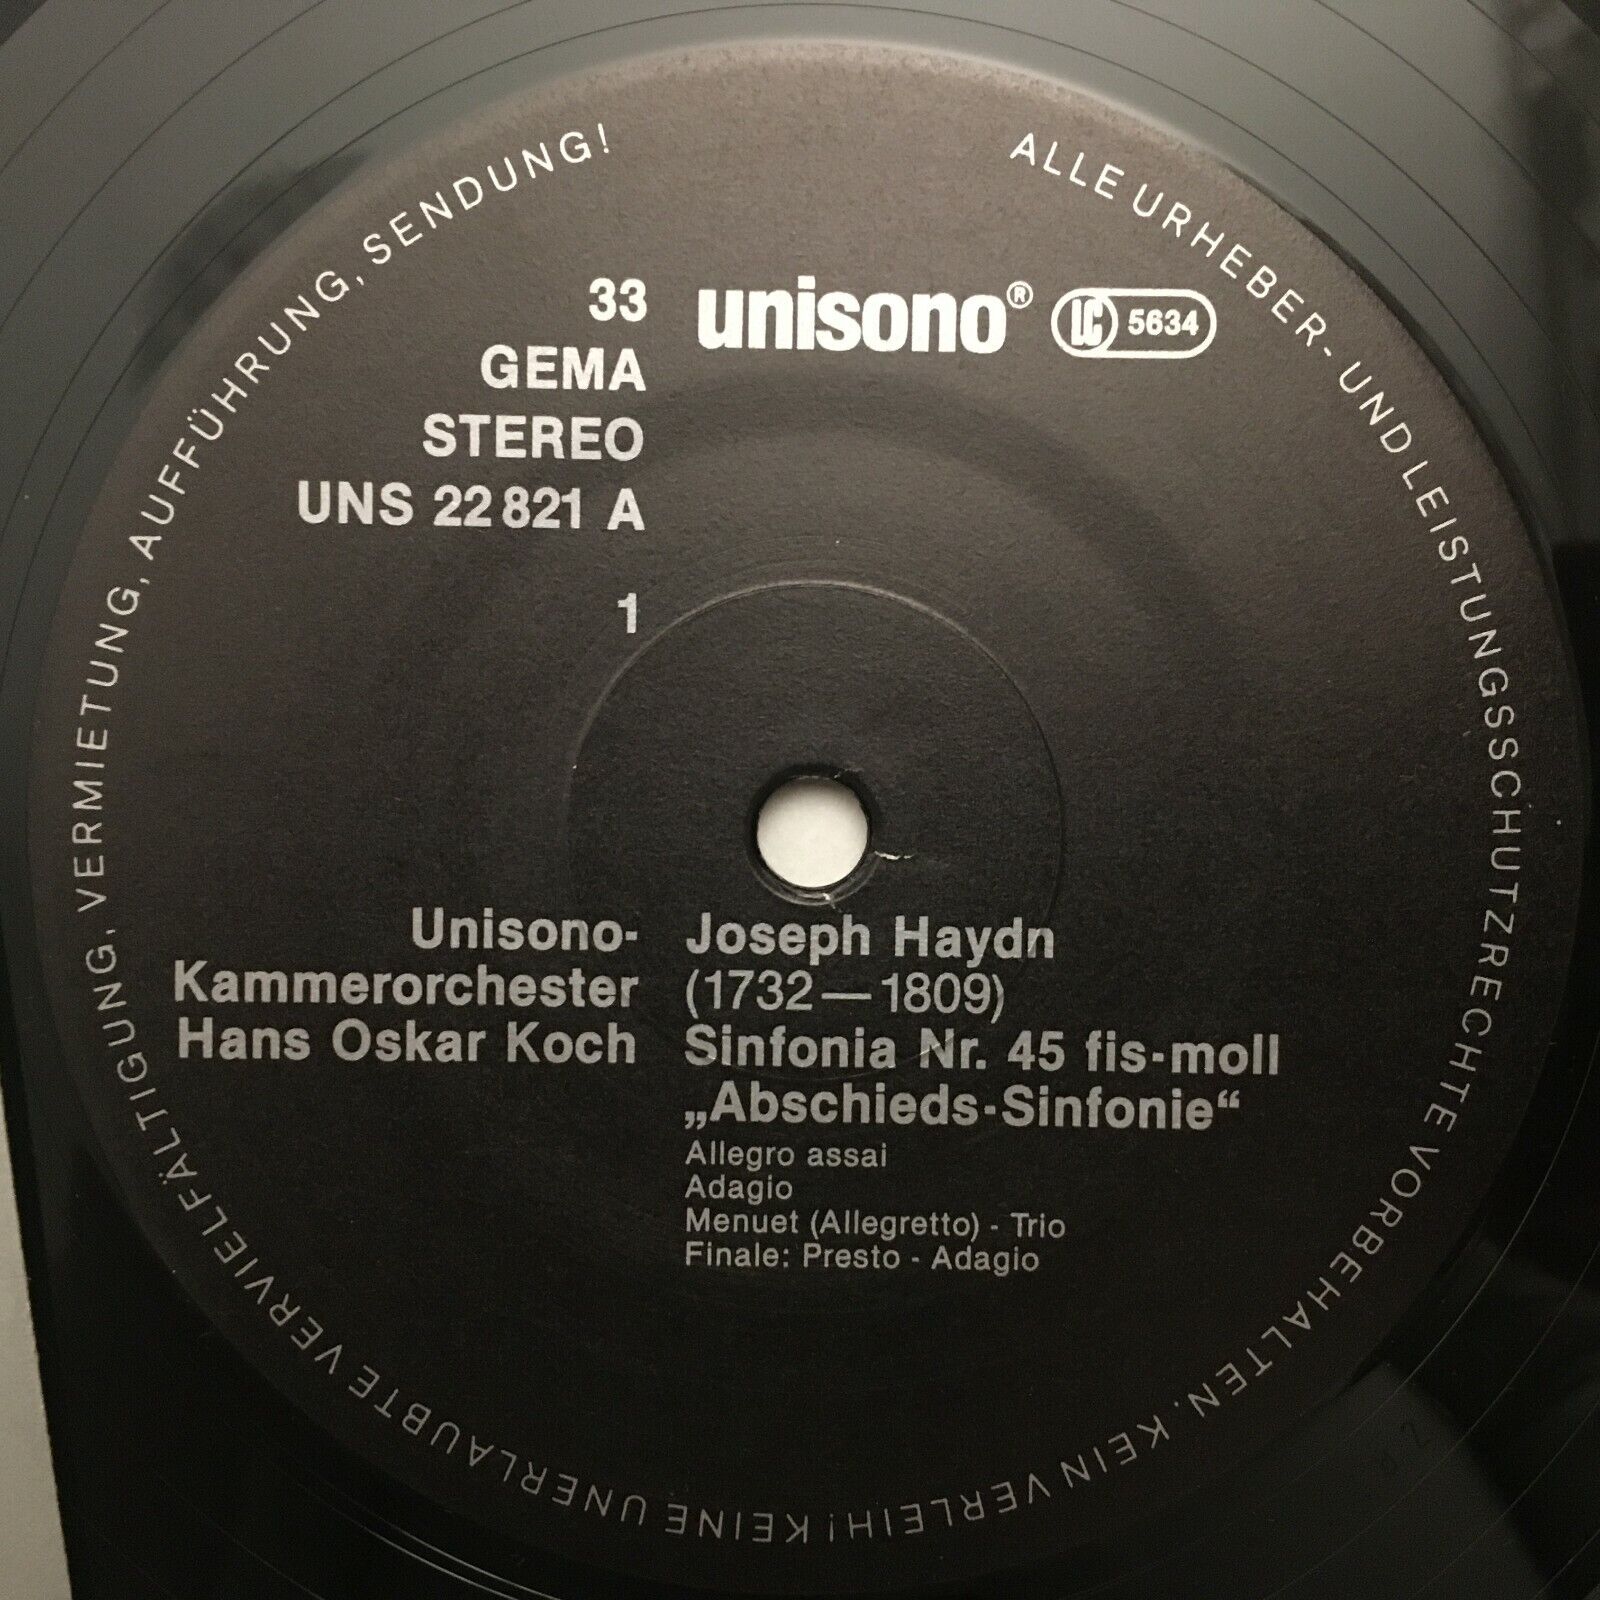 ALLE URHEBER- UND LEISTUNGSSCHUTZRECHTE VORBEHALTEN. KEIN VERLEIH! KEINE UNERLAUBTE VERVIELFÄLTIGUNG, VERMIETUNG, AUFFÜHRUNG, SENDUNG!
33
unisono® LC 5634
GEMA
STEREO
UNS 22 821 A
1
Unisono-
Kammerorchester
Hans Oskar Koch
Joseph Haydn
(1732—1809)
Sinfonia Nr. 45 fis-moll
„Abschieds-Sinfonie“
Allegro assai
Adagio
Menuet (Allegretto) - Trio
Finale: Presto - Adagio